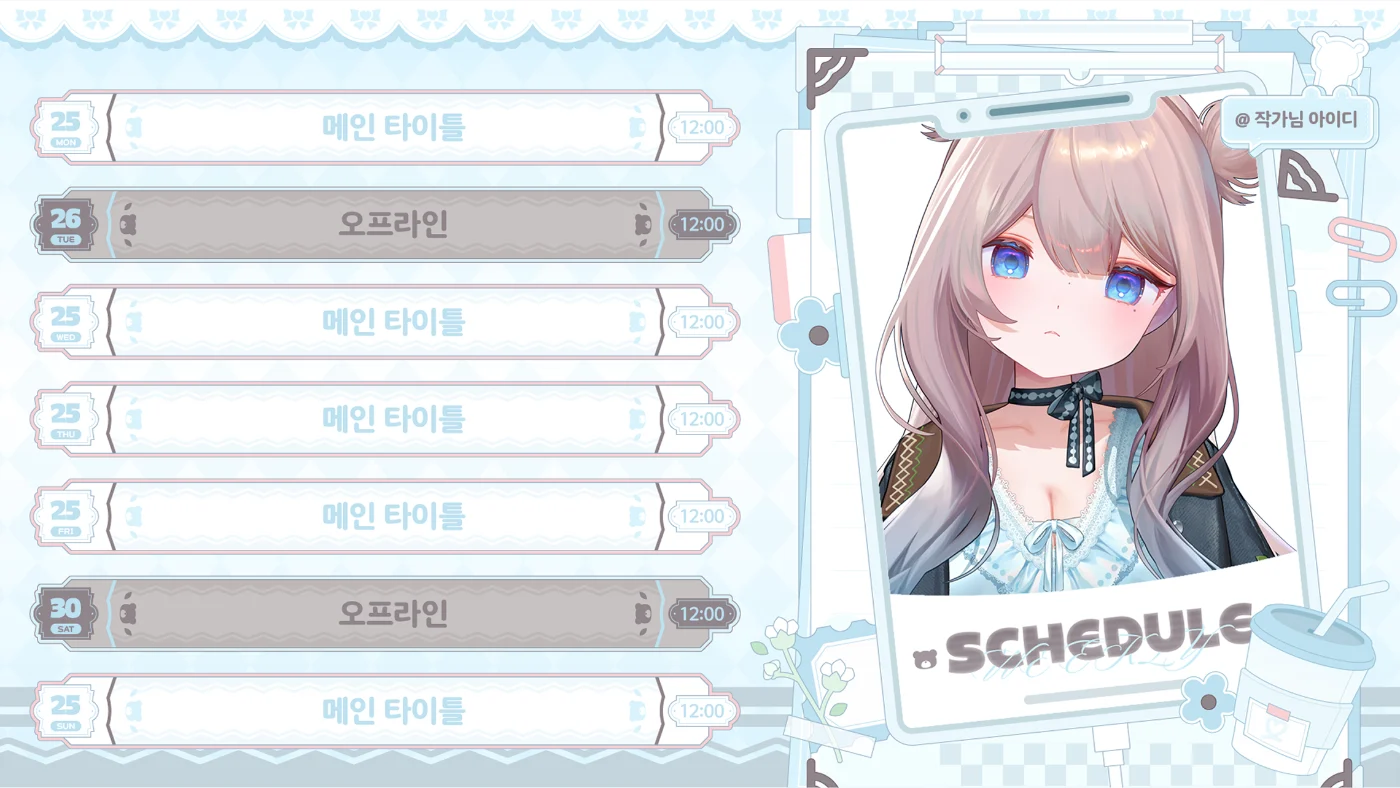 25
MON
메인 타이틀
12:00
26
TUE
오프라인
12:00
25
WED
메인 타이틀
12:00
25
THU
메인 타이틀
12:00
25
FRI
메인 타이틀
12:00
30
SAT
오프라인
12:00
25
SUN
메인 타이틀
12:00
@ 작가님 아이디
SCHEDULE
WEEKLY